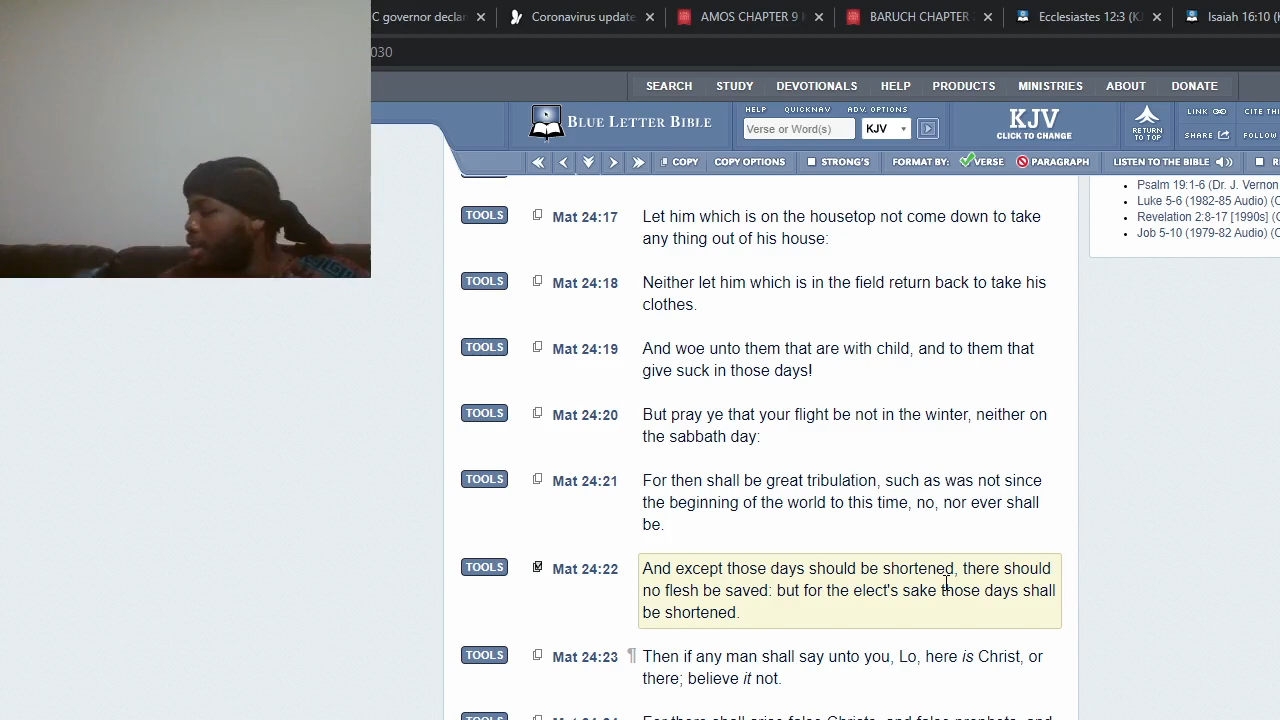 C governor declar
Coronavirus update
AMOS CHAPTER 9
BARUCH CHAPTER
Ecclesiastes 12:3 (KJ
Isaiah 16:10 (K
030
SEARCH STUDY DEVOTIONALS HELP PRODUCTS MINISTRIES ABOUT DONATE
BLUE LETTER BIBLE
HELP QUICKNAV ADV. OPTIONS
Verse or Word(s) KJV
KJV
CLICK TO CHANGE
RETURN
TO TOP
LINK CITE THI
SHARE FOLLOW
COPY COPY OPTIONS STRONG'S FORMAT BY: VERSE PARAGRAPH LISTEN TO THE BIBLE
Psalm 19:1-6 (Dr. J. Vernon
Luke 5-6 (1982-85 Audio) (C
Revelation 2:8-17 [1990s] (C
Job 5-10 (1979-82 Audio) (C
TOOLS Mat 24:17 Let him which is on the housetop not come down to take
any thing out of his house:
TOOLS Mat 24:18 Neither let him which is in the field return back to take his
clothes.
TOOLS Mat 24:19 And woe unto them that are with child, and to them that
give suck in those days!
TOOLS Mat 24:20 But pray ye that your flight be not in the winter, neither on
the sabbath day:
TOOLS Mat 24:21 For then shall be great tribulation, such as was not since
the beginning of the world to this time, no, nor ever shall
be.
TOOLS Mat 24:22 And except those days should be shortened, there should
no flesh be saved: but for the elect's sake those days shall
be shortened.
TOOLS Mat 24:23 ¶ Then if any man shall say unto you, Lo, here is Christ, or
there; believe it not.